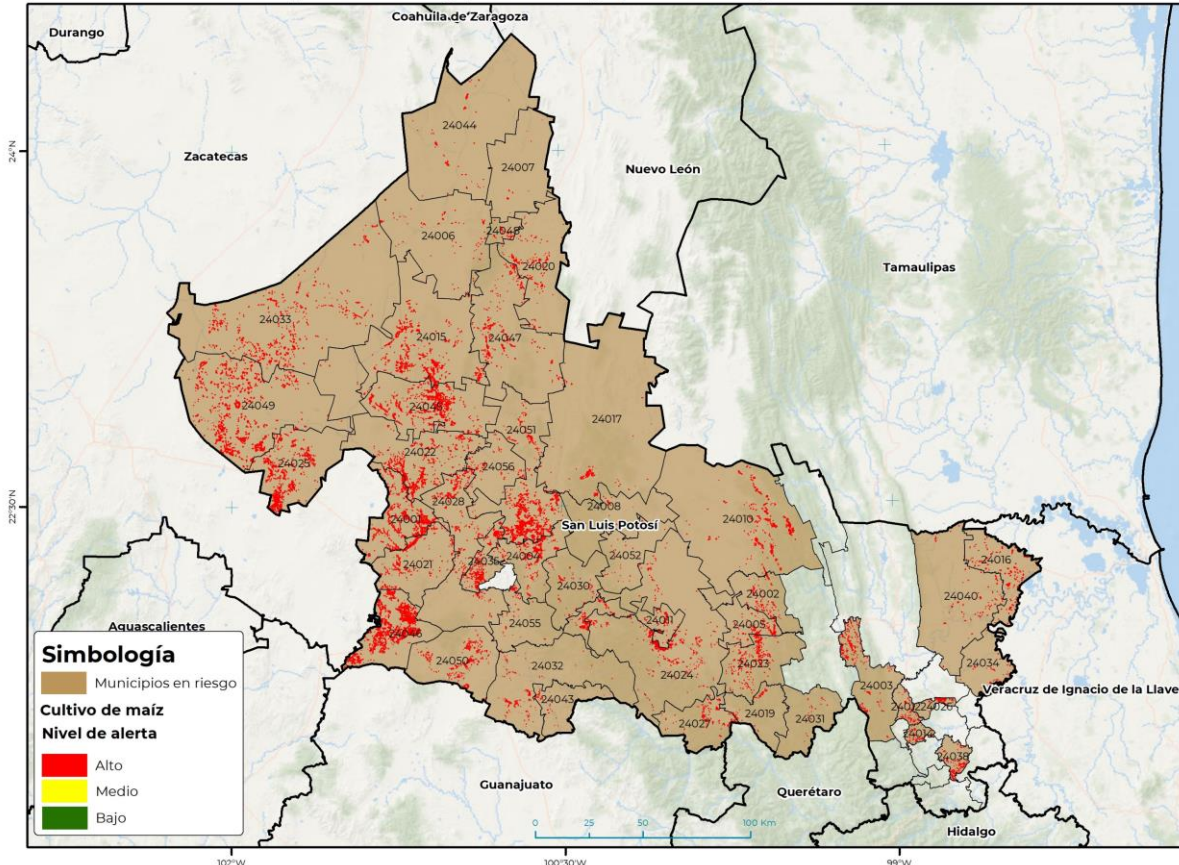 Coahuila de Zaragoza
Durango
24044
24°N
Zacatecas
24007
Nuevo León
24006
24048
24020
Tamaulipas
24033
24015
24047
24049
24017
24051
24022
24025
24056
24028
22°30'N
24008
San Luis Potosí
24010
24001
24052
24016
24021
24030
24002
24040
24011
24005
24055
Aguascalientes
24046
24050
24032
24023
24024
24034
24003
Veracruz de Ignacio de la Llave
24043
24026
24027
24019
24031
24038
Simbología
Municipios en riesgo
Cultivo de maíz
Nivel de alerta
Alto
Medio
Bajo
Guanajuato
Querétaro
Hidalgo
0 25 50 100 Km
102°W
100°30'W
99°W